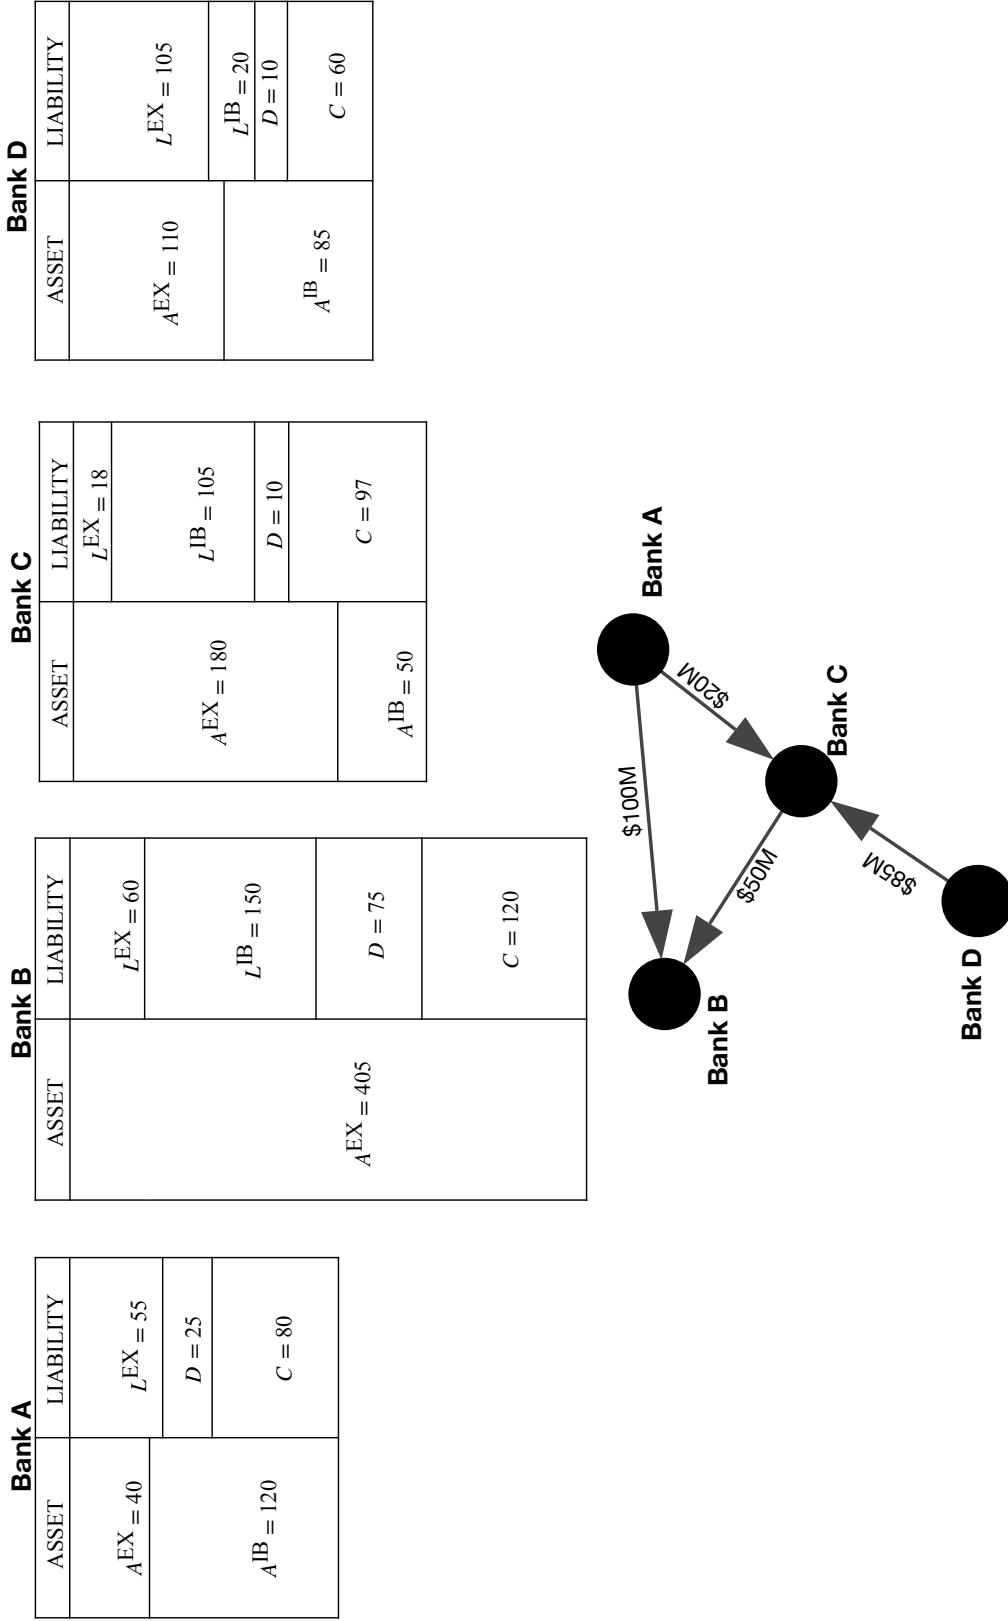 Bank A
ASSET LIABILITY
A^EX = 40
A^IB = 120
L^EX = 55
D = 25
C = 80
Bank B
ASSET LIABILITY
A^EX = 405
L^EX = 60
L^IB = 150
D = 75
C = 120
Bank C
ASSET LIABILITY
A^EX = 180
A^IB = 50
L^EX = 18
L^IB = 105
D = 10
C = 97
Bank D
ASSET LIABILITY
A^EX = 110
A^IB = 85
L^EX = 105
L^IB = 20
D = 10
C = 60
Bank B
$100M
Bank A
$50M
$20M
Bank C
$85M
Bank D